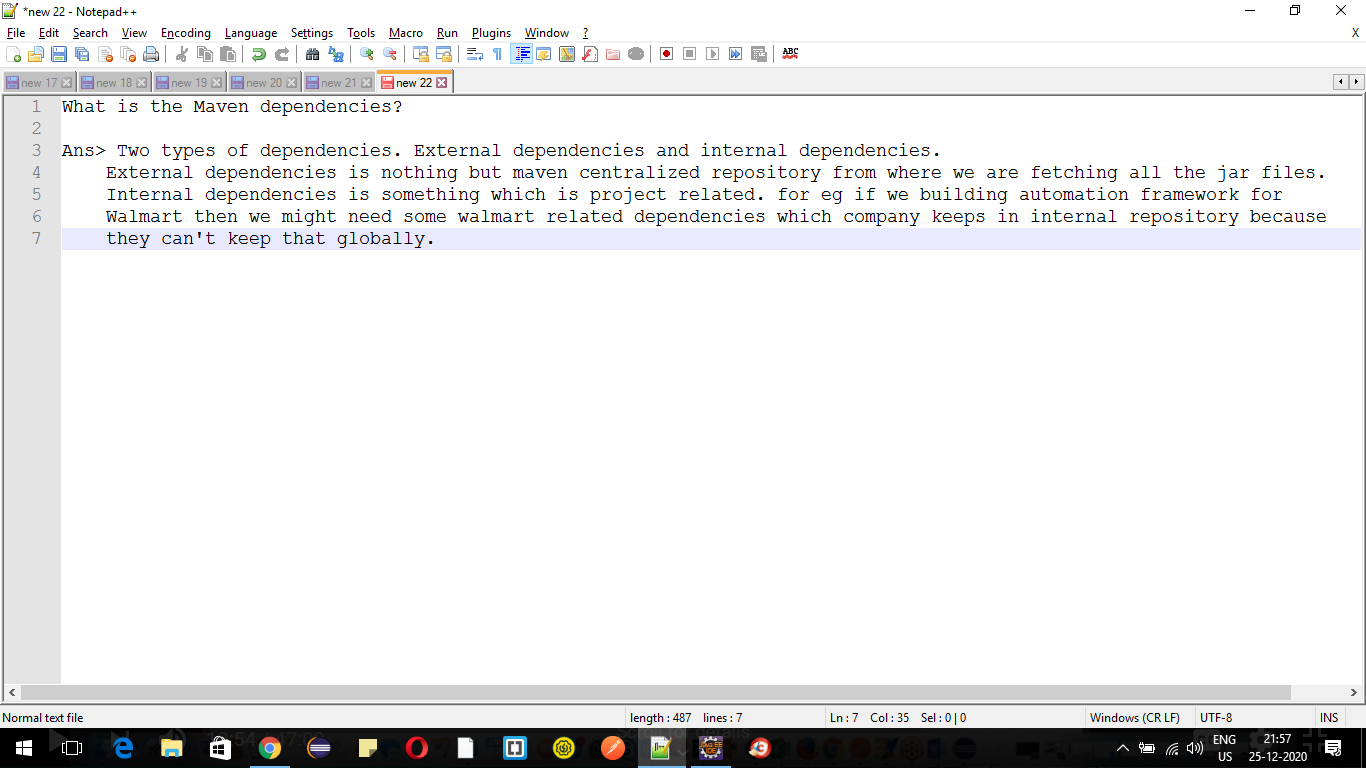 *new 22 - Notepad++
File Edit Search View Encoding Language Settings Tools Macro Run Plugins Window ? X
ABC
new 17 new 18 new 19 new 20 new 21 new 22
1 What is the Maven dependencies?
2
3 Ans> Two types of dependencies. External dependencies and internal dependencies.
4 External dependencies is nothing but maven centralized repository from where we are fetching all the jar files.
5 Internal dependencies is something which is project related. for eg if we building automation framework for
6 Walmart then we might need some walmart related dependencies which company keeps in internal repository because
7 they can't keep that globally.
Normal text file length : 487 lines : 7 Ln : 7 Col : 35 Sel : 0 | 0 Windows (CR LF) UTF-8 INS
ENG 21:57
US 25-12-2020